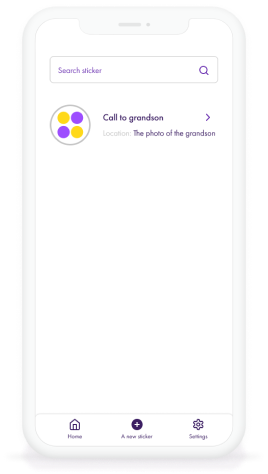 Search sticker
Call to grandson
Location: The photo of the grandson
Home
A new sticker
Settings